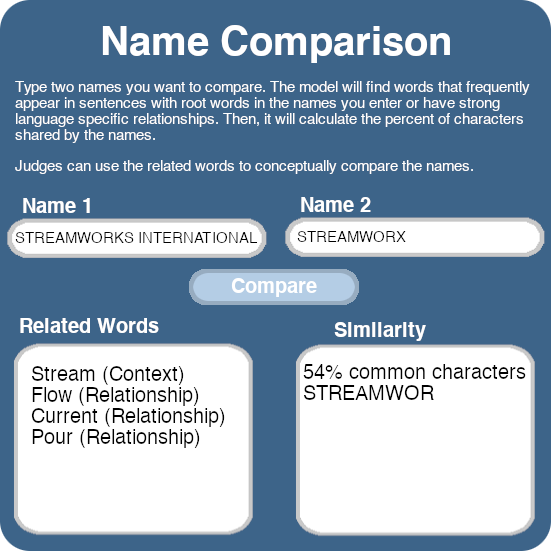 Name Comparison
Type two names you want to compare. The model will find words that frequently
appear in sentences with root words in the names you enter or have strong
language specific relationships. Then, it will calculate the percent of characters
shared by the names.
Judges can use the related words to conceptually compare the names.
Name 1
STREAMWORKS INTERNATIONAL
Name 2
STREAMWORX
Compare
Related Words
Stream (Context)
Flow (Relationship)
Current (Relationship)
Pour (Relationship)
Similarity
54% common characters
STREAMWOR